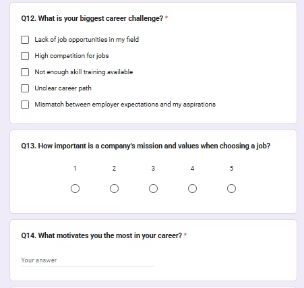 Q12. What is your biggest career challenge? *
Lack of job opportunities in my field
High competition for jobs
Not enough skill training available
Unclear career path
Mismatch between employer expectations and my aspirations
Q13. How important is a company's mission and values when choosing a job?
1 2 3 4 5
Q14. What motivates you the most in your career? *
Your answer